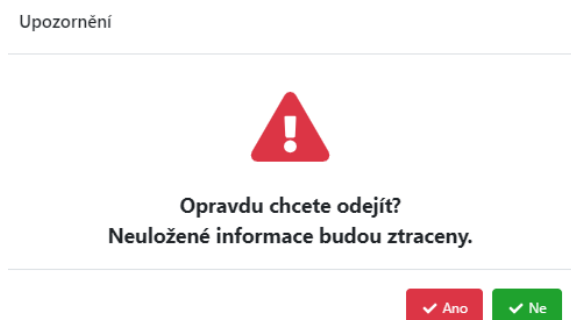 Upozornění
Opravdu chcete odejít?
Neuložené informace budou ztraceny.
Ano
Ne